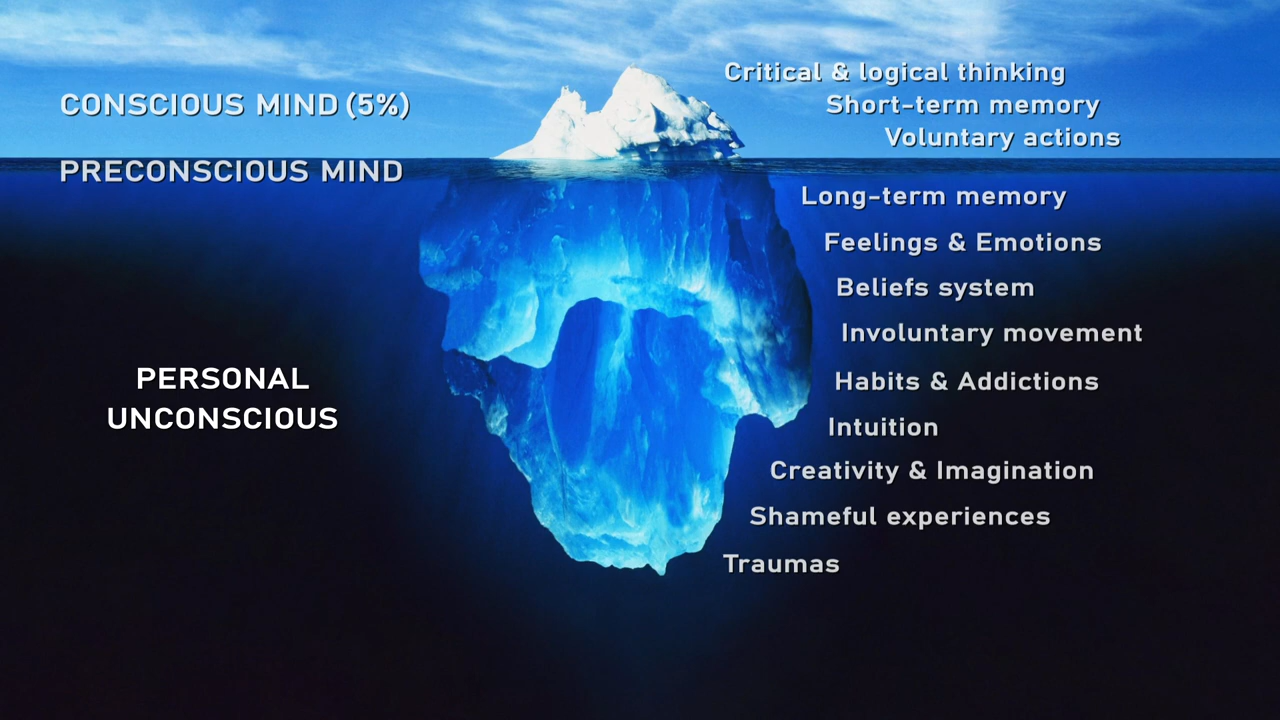 CONSCIOUS MIND (5%)
PRECONSCIOUS MIND
PERSONAL
UNCONSCIOUS
Critical & logical thinking
Short-term memory
Voluntary actions
Long-term memory
Feelings & Emotions
Beliefs system
Involuntary movement
Habits & Addictions
Intuition
Creativity & Imagination
Shameful experiences
Traumas